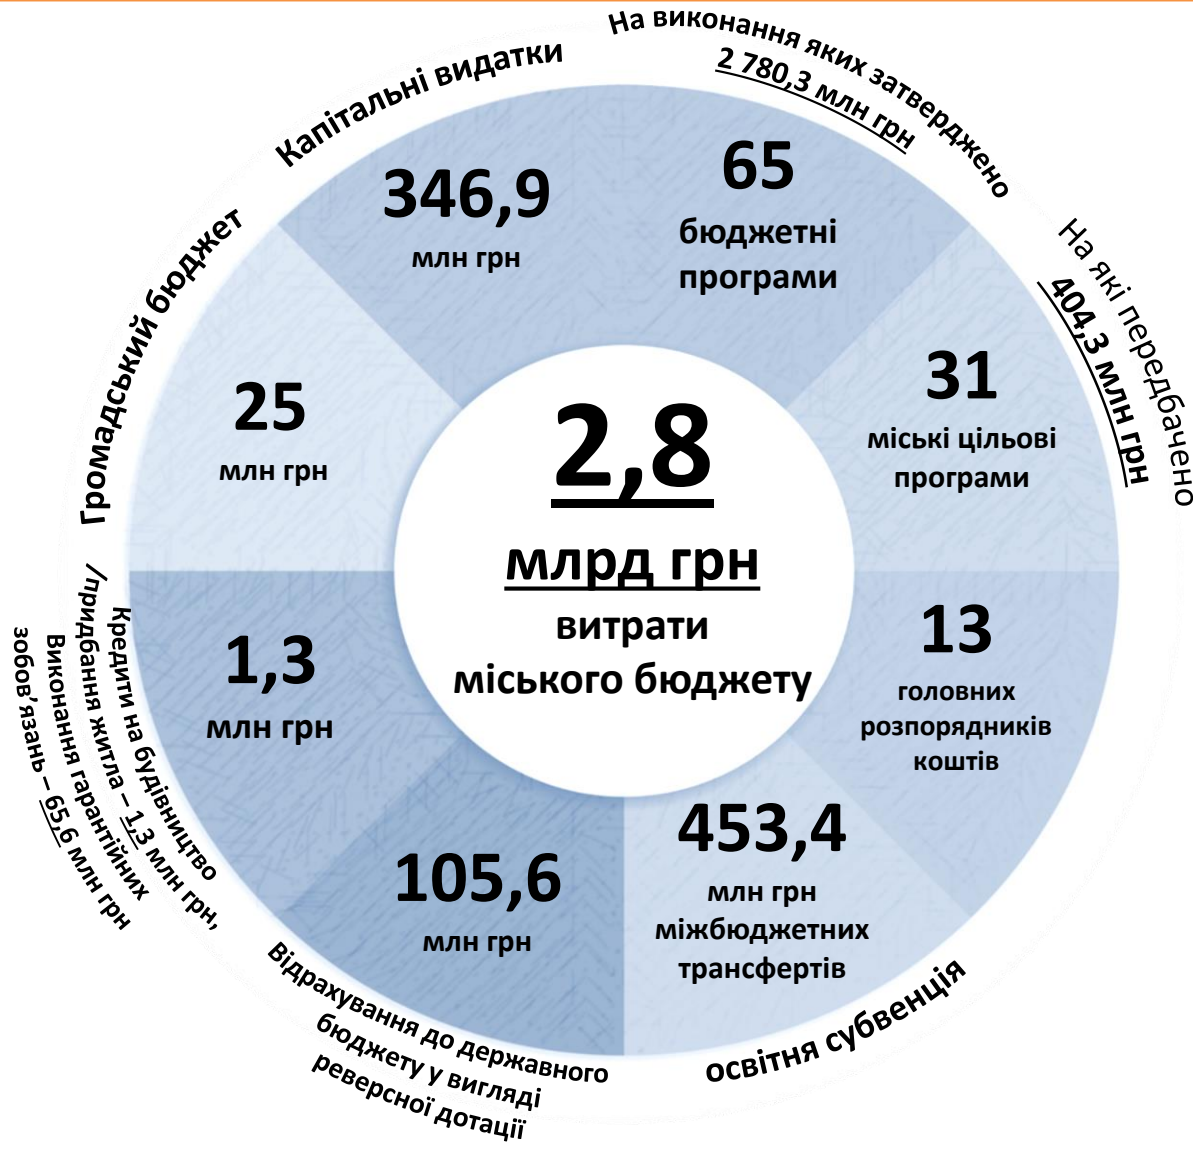 На виконання яких затверджено
2 780,3 млн грн
Капітальні видатки
346,9
млн грн
65
бюджетні
програми
На які передбачено
404,3 млн грн
31
міські цільові
програми
Громадський бюджет
25
млн грн
2,8
млрд грн
витрати
міського бюджету
13
головних
розпорядників
коштів
1,3
млн грн
Кредити на будівництво
/придбання житла – 1,3 млн грн,
Виконання гарантійних
зобов'язань – 65,6 млн грн
453,4
млн грн
міжбюджетних
трансфертів
освітня субвенція
105,6
млн грн
Відрахування до державного
бюджету у вигляді
реверсної дотації